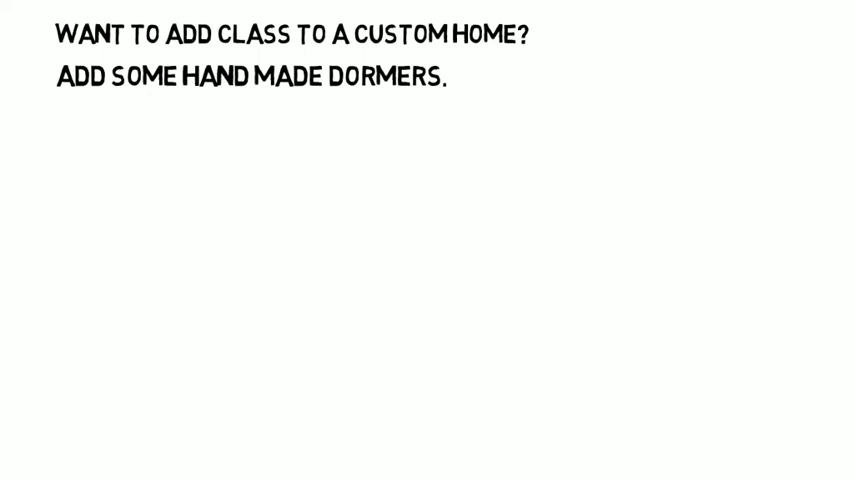 WANT TO ADD CLASS TO A CUSTOM HOME?
ADD SOME HAND MADE DORMERS.